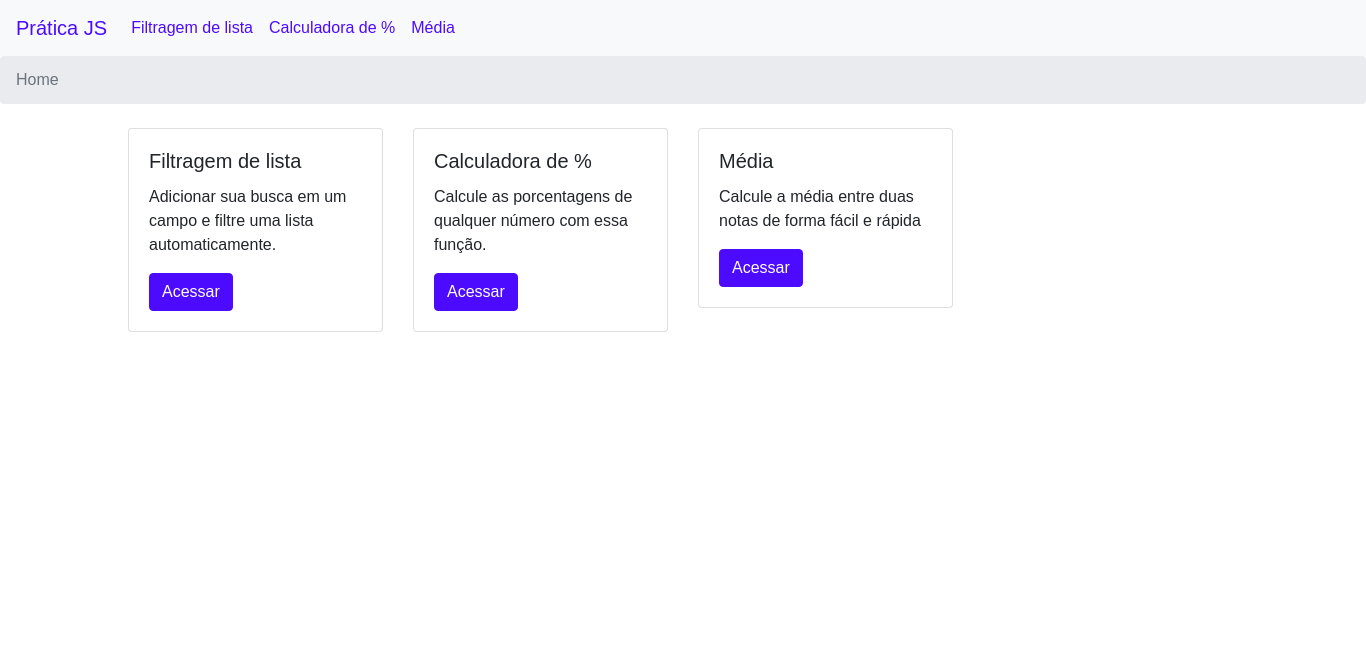 Prática JS Filtragem de lista Calculadora de % Média
Home
Filtragem de lista
Adicionar sua busca em um
campo e filtre uma lista
automaticamente.
Acessar
Calculadora de %
Calcule as porcentagens de
qualquer número com essa
função.
Acessar
Média
Calcule a média entre duas
notas de forma fácil e rápida
Acessar